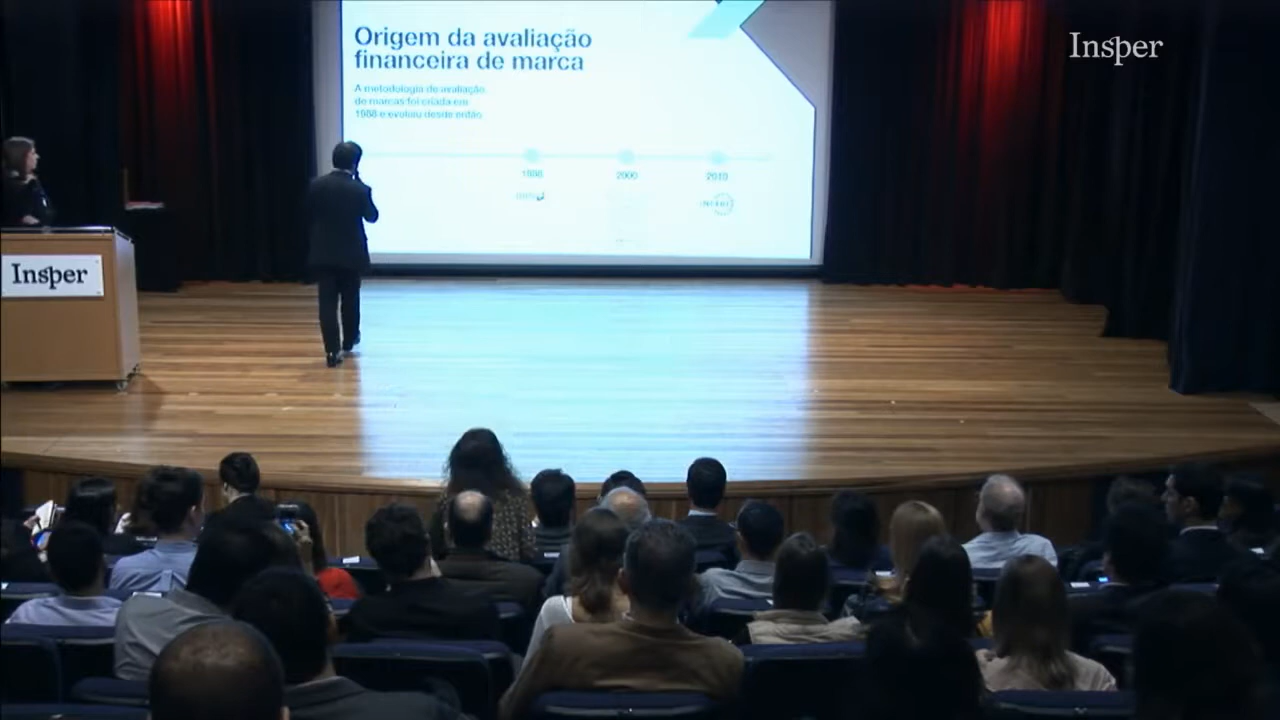 Origem da avaliação
financeira de marca
A metodologia de avaliação
de marcas foi criada em
1988 e evoluiu desde então
1988
2000
2010
Insper
Insper